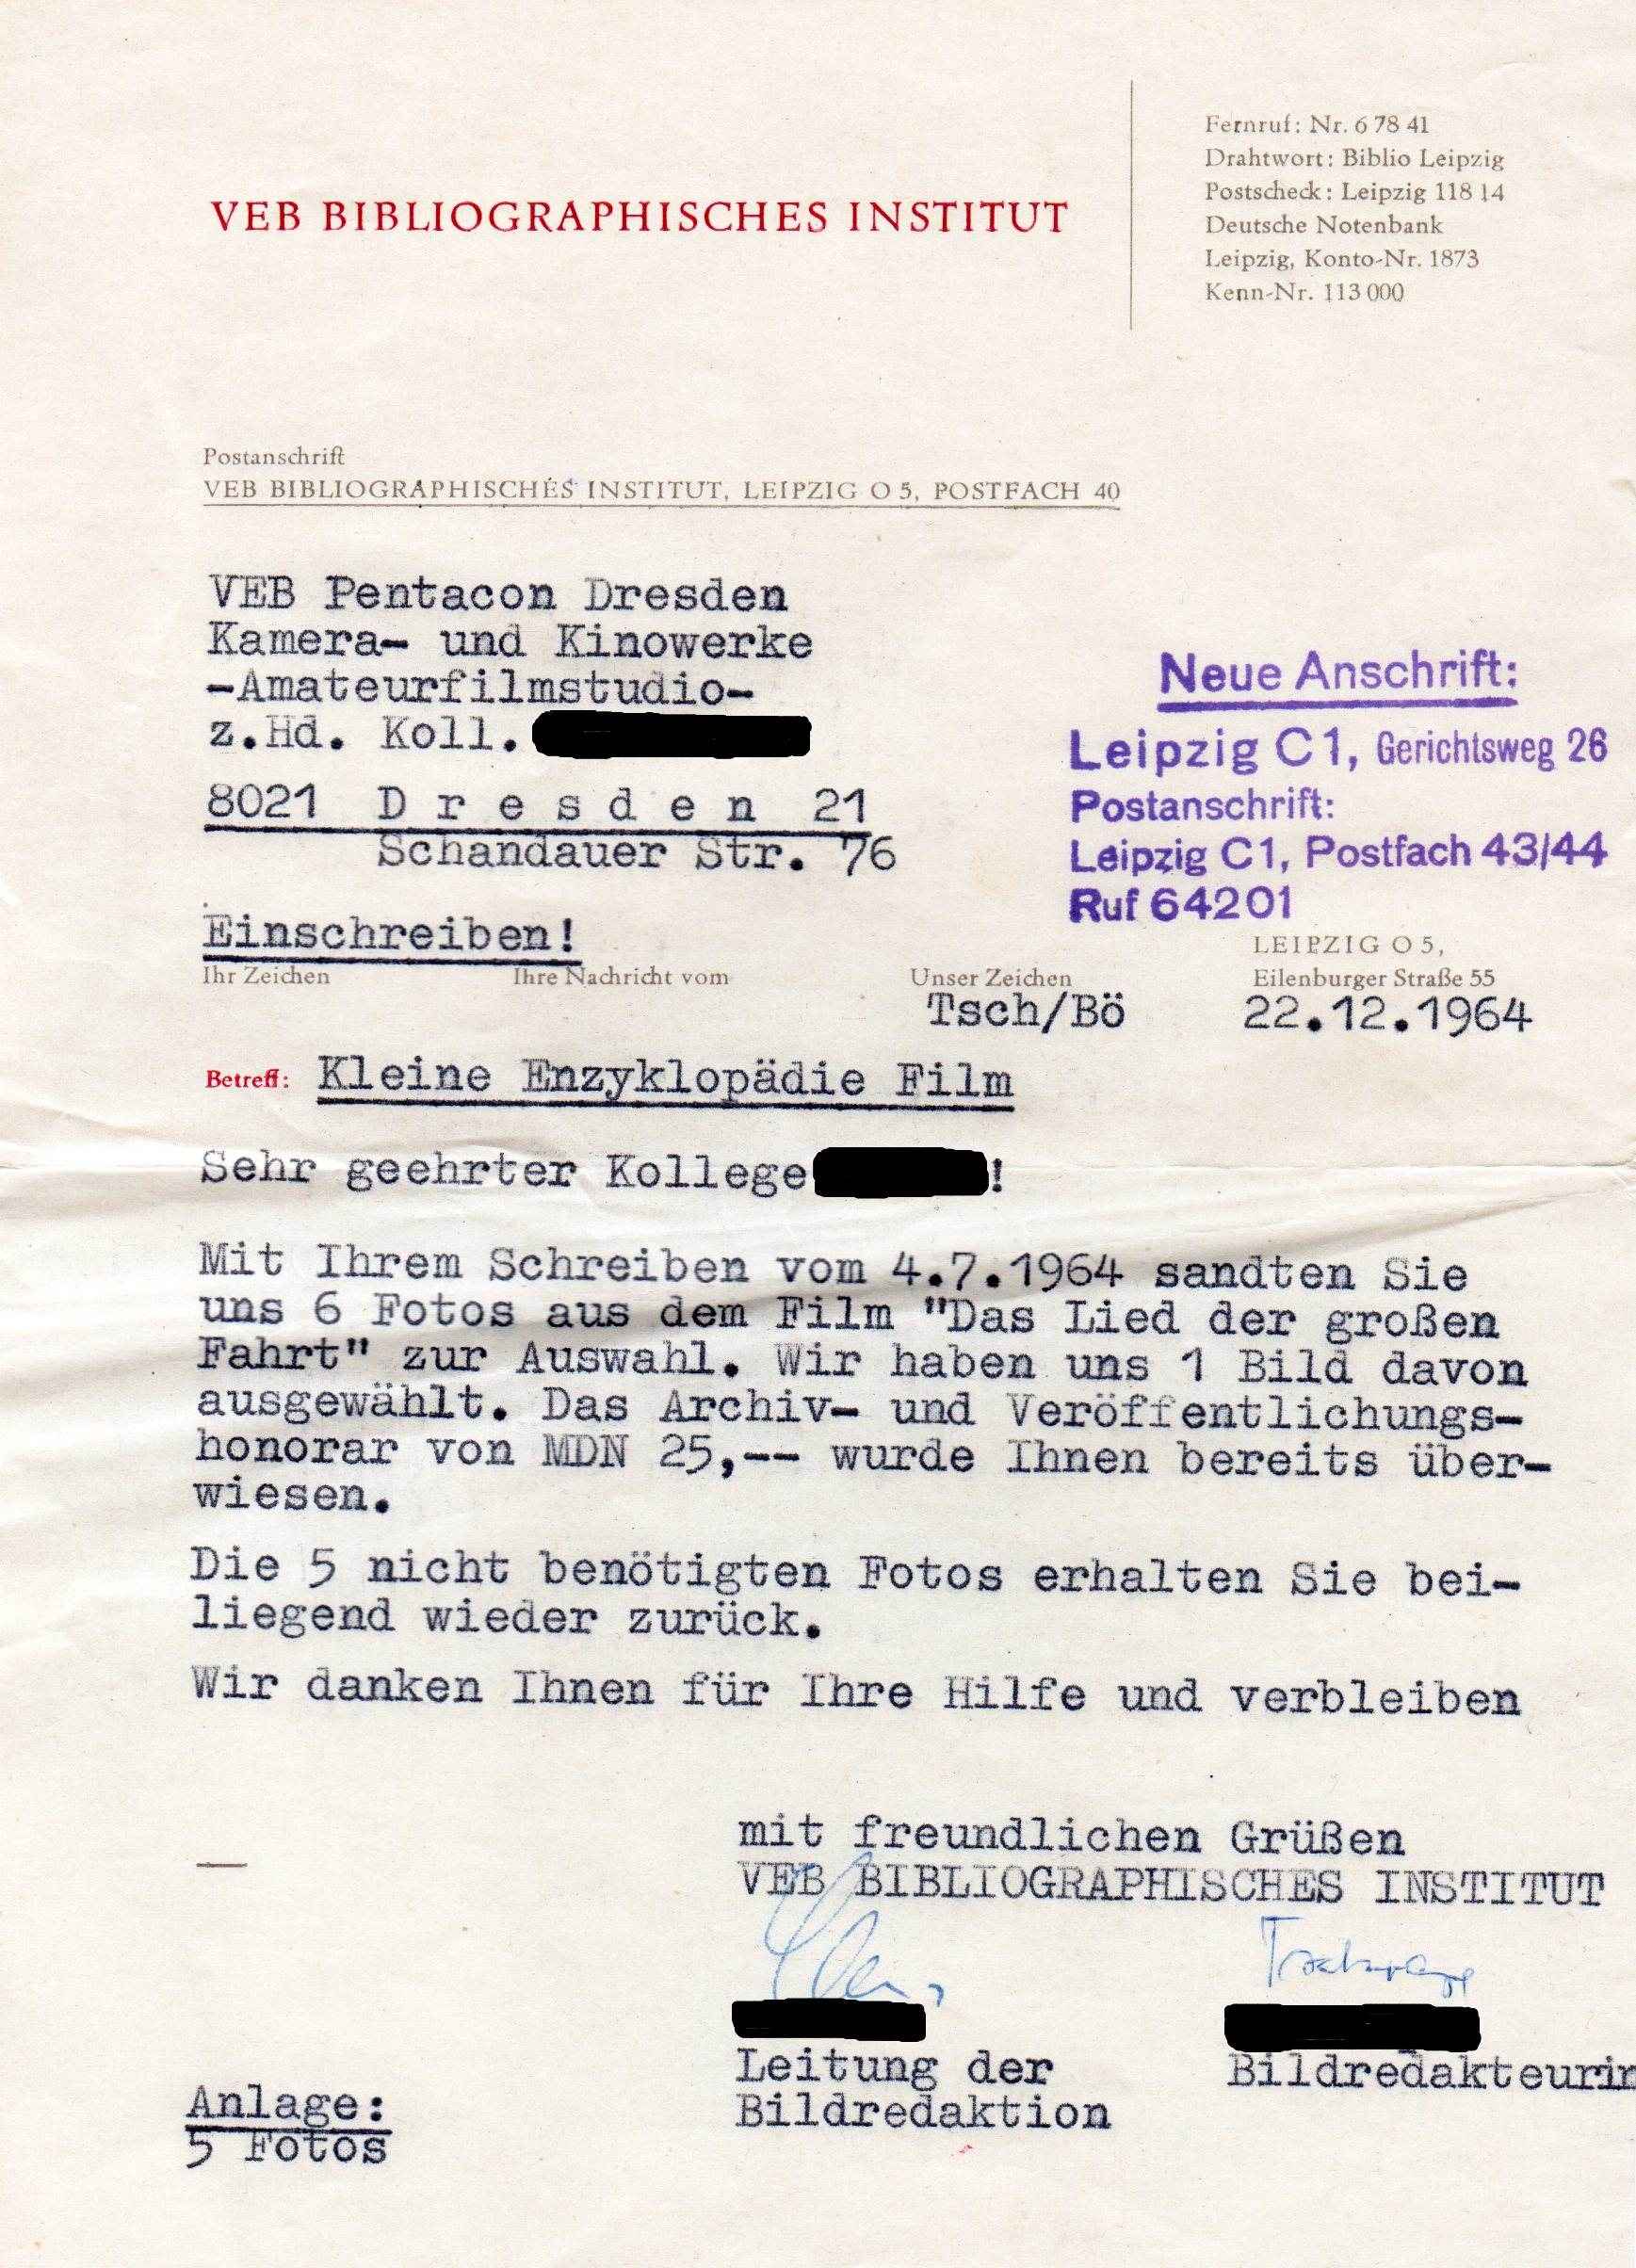 Fernruf: Nr. 6 78 41
Drahtwort: Biblio Leipzig
Postscheck: Leipzig 118 14
Deutsche Notenbank
Leipzig, Konto-Nr. 1873
Kenn-Nr. 113 000
VEB BIBLIOGRAPHISCHES INSTITUT
Postanschrift
VEB BIBLIOGRAPHISCHES INSTITUT, LEIPZIG O 5, POSTFACH 40
VEB Pentacon Dresden
Kamera- und Kinowerke
-Amateurfilmstudio-
z.Hd. Koll.
8021 D r e s d e n 21
Schandauer Str. 76
Neue Anschrift:
Leipzig C 1, Gerichtsweg 26
Postanschrift:
Leipzig C 1, Postfach 43/44
Ruf 64201
Einschreiben!
LEIPZIG O 5,
Ihr Zeichen Ihre Nachricht vom Unser Zeichen Eilenburger Straße 55
Tsch/Bö 22.12.1964
Betreff: Kleine Enzyklopädie Film
Sehr geehrter Kollege !
Mit Ihrem Schreiben vom 4.7.1964 sandten Sie
uns 6 Fotos aus dem Film "Das Lied der großen
Fahrt" zur Auswahl. Wir haben uns 1 Bild davon
ausgewählt. Das Archiv- und Veröffentlichungs-
honorar von MDN 25,-- wurde Ihnen bereits über-
wiesen.
Die 5 nicht benötigten Fotos erhalten Sie bei-
liegend wieder zurück.
Wir danken Ihnen für Ihre Hilfe und verbleiben
mit freundlichen Grüßen
VEB BIBLIOGRAPHISCHES INSTITUT
Leitung der
Bildredaktion
Bildredakteurin
Anlage:
5 Fotos